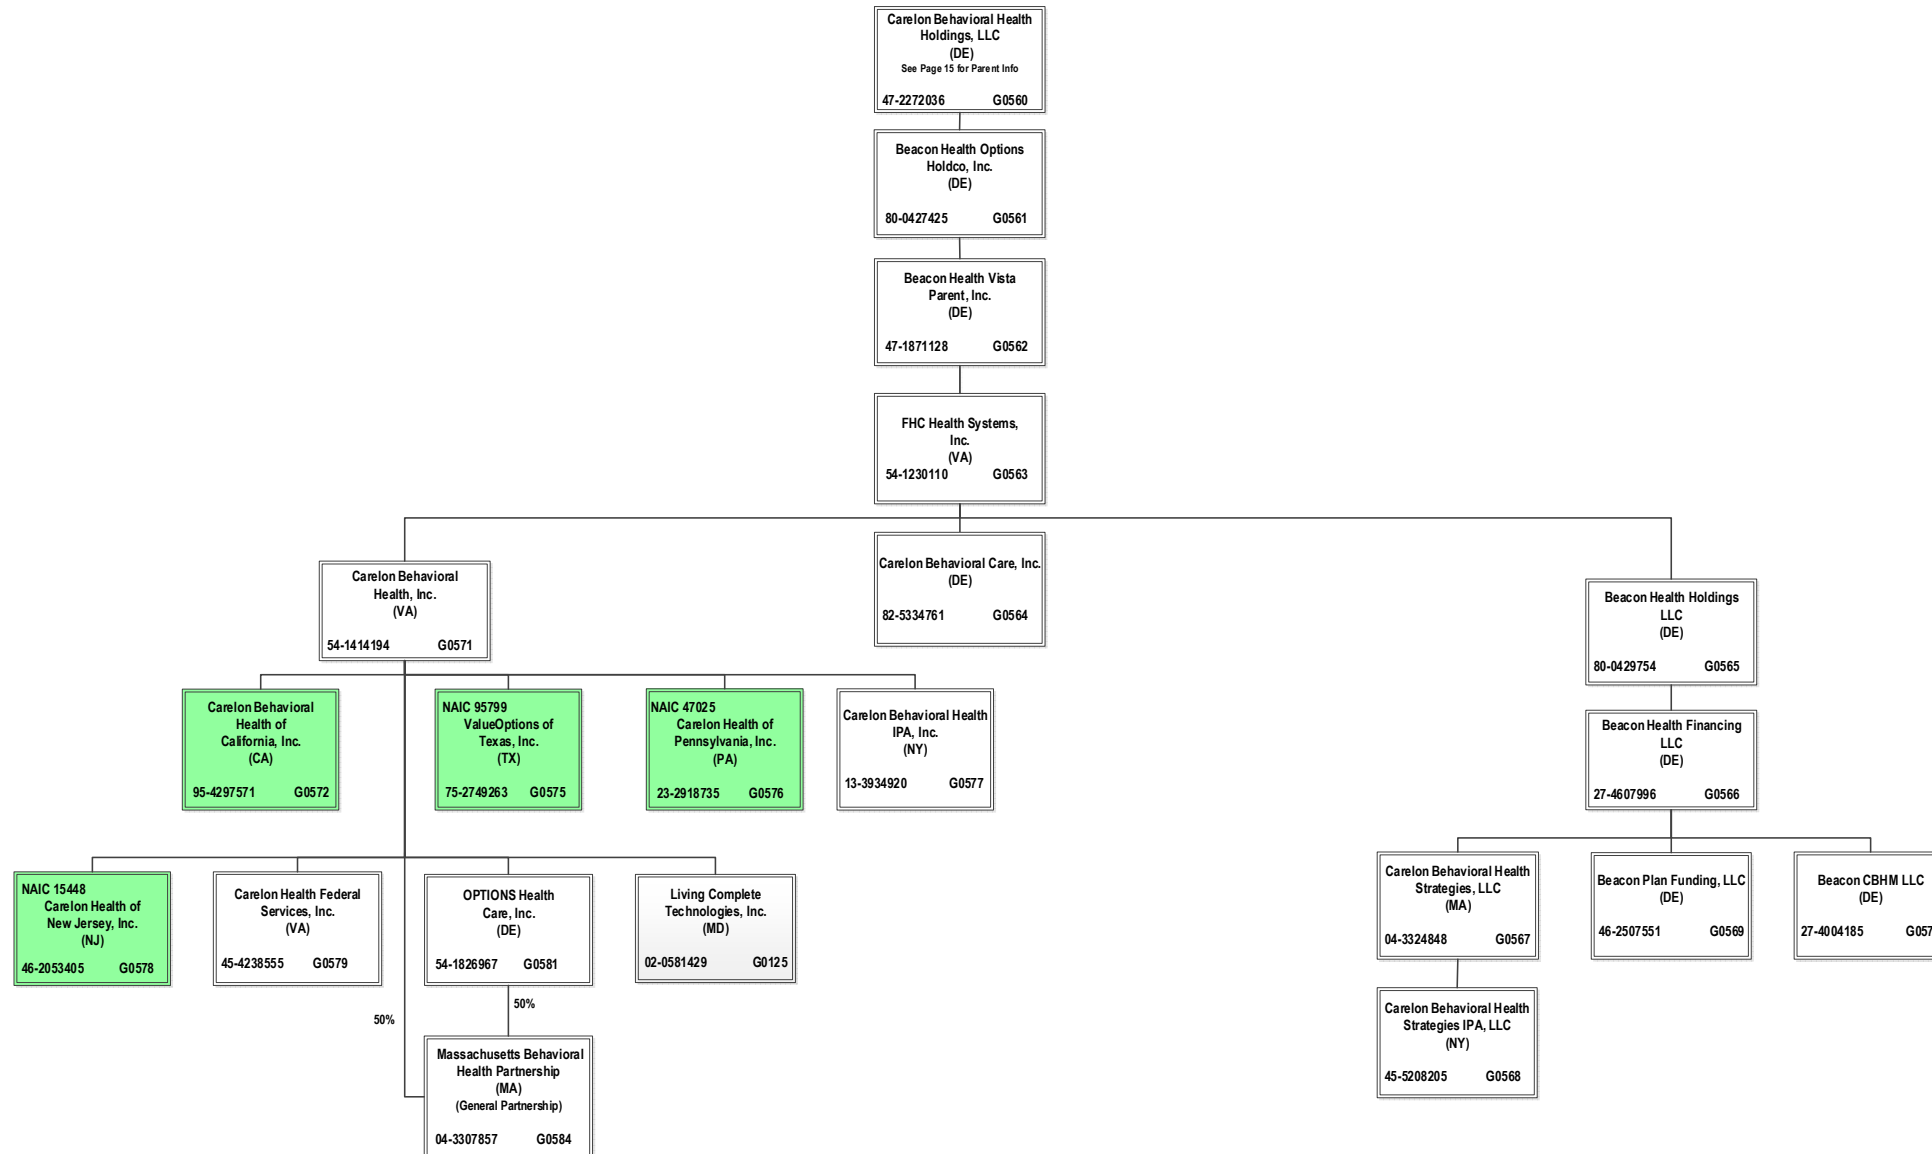 Carelon Behavioral Health
Holdings, LLC
(DE)
See Page 15 for Parent Info
47-2272036 G0560
Beacon Health Options
Holdco, Inc.
(DE)
80-0427425 G0561
Beacon Health Vista
Parent, Inc.
(DE)
47-1871128 G0562
FHC Health Systems,
Inc.
(VA)
54-1230110 G0563
Carelon Behavioral
Health, Inc.
(VA)
54-1414194 G0571
Carelon Behavioral Care, Inc.
(DE)
82-5334761 G0564
Beacon Health Holdings
LLC
(DE)
80-0429754 G0565
Carelon Behavioral
Health of
California, Inc.
(CA)
95-4297571 G0572
NAIC 95799
ValueOptions of
Texas, Inc.
(TX)
75-2749263 G0575
NAIC 47025
Carelon Health of
Pennsylvania, Inc.
(PA)
23-2918735 G0576
Carelon Behavioral Health
IPA, Inc.
(NY)
13-3934920 G0577
Beacon Health Financing
LLC
(DE)
27-4607996 G0566
NAIC 15448
Carelon Health of
New Jersey, Inc.
(NJ)
46-2053405 G0578
Carelon Health Federal
Services, Inc.
(VA)
45-4238555 G0579
OPTIONS Health
Care, Inc.
(DE)
54-1826967 G0581
Living Complete
Technologies, Inc.
(MD)
02-0581429 G0125
Carelon Behavioral Health
Strategies, LLC
(MA)
04-3324848 G0567
Beacon Plan Funding, LLC
(DE)
46-2507551 G0569
Beacon CBHM LLC
(DE)
27-4004185
50%
50%
Massachusetts Behavioral
Health Partnership
(MA)
(General Partnership)
04-3307857 G0584
Carelon Behavioral Health
Strategies IPA, LLC
(NY)
45-5208205 G0568